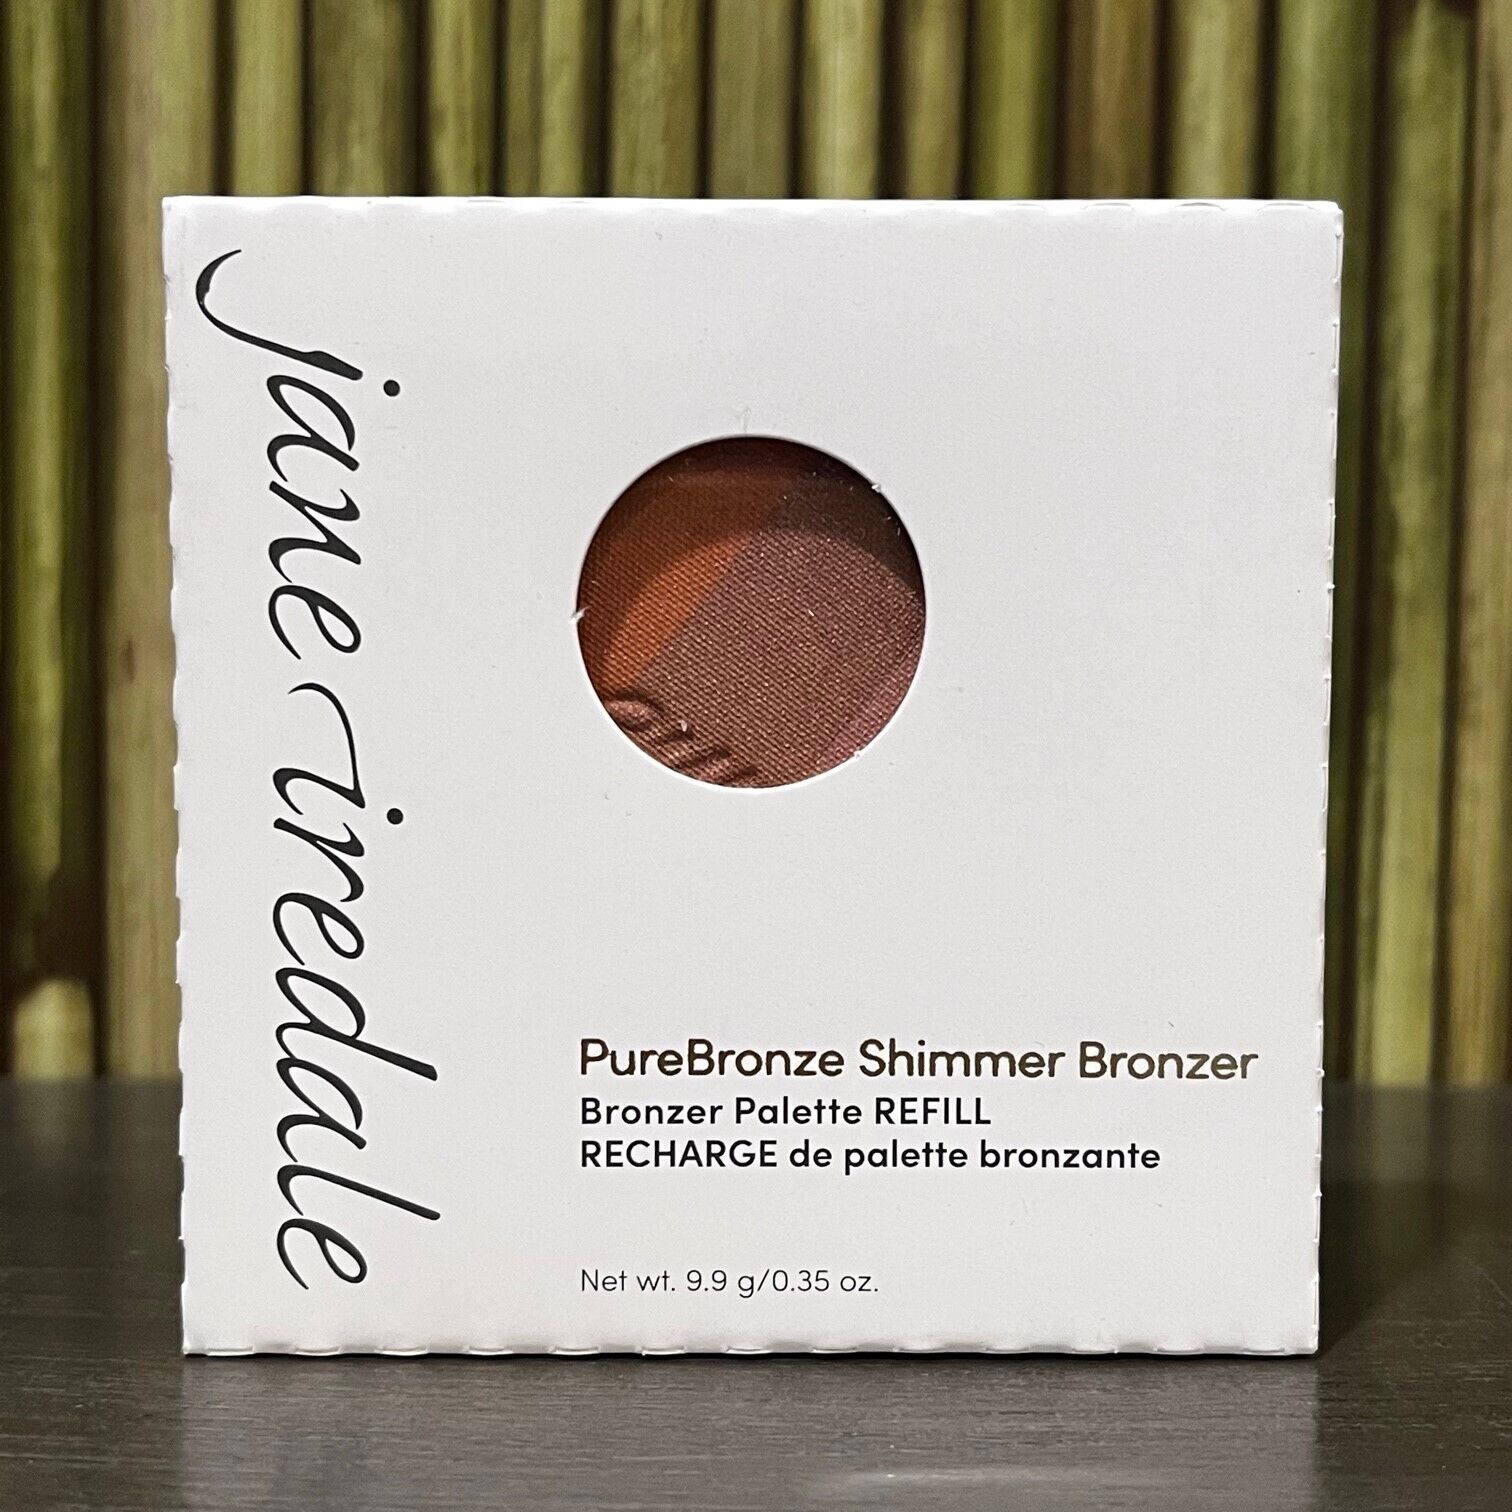 jane iredale
PureBronze Shimmer Bronzer
Bronzer Palette REFILL
RECHARGE de palette bronzante
Net wt. 9.9 g/0.35 oz.